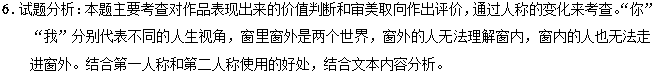 6．试题分析：本题主要考查对作品表现出来的价值判断和审美取向作出评价，通过人称的变化来考查。“你”
“我”分别代表不同的人生视角，窗里窗外是两个世界，窗外的人无法理解窗内，窗内的人也无法走
进窗外。结合第一人称和第二人称使用的好处，结合文本内容分析。